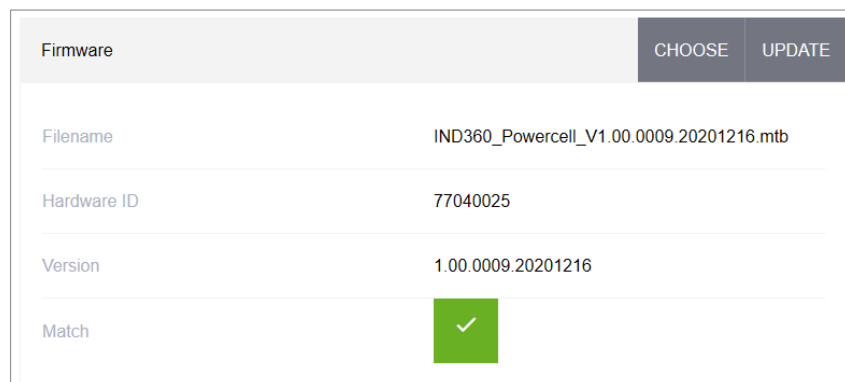 Firmware CHOOSE UPDATE
Filename IND360_Powercell_V1.00.0009.20201216.mtb
Hardware ID 77040025
Version 1.00.0009.20201216
Match